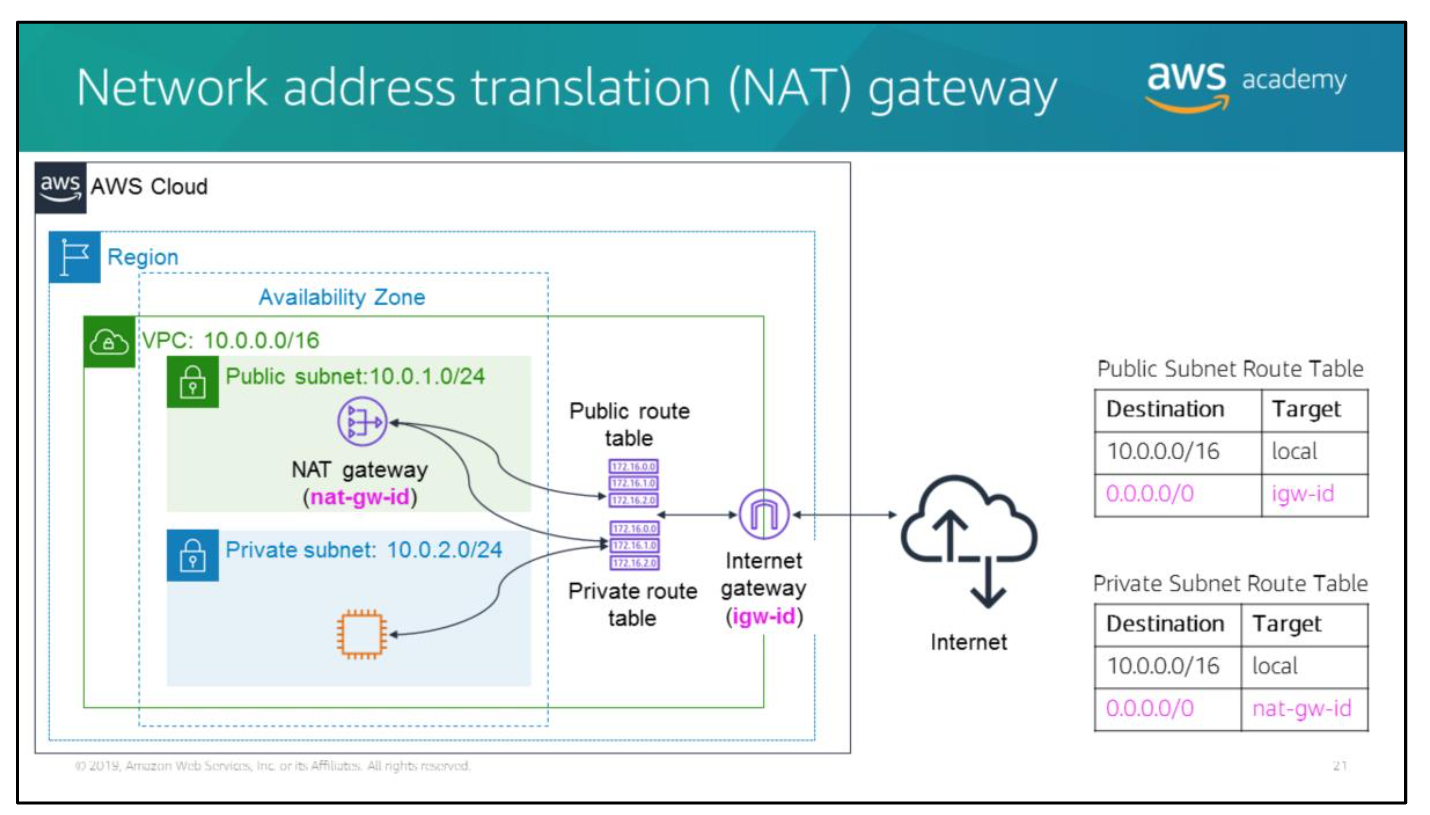 Network address translation (NAT) gateway
aws academy
aws AWS Cloud
Region
Availability Zone
VPC: 10.0.0.0/16
Public subnet:10.0.1.0/24
NAT gateway
(nat-gw-id)
Public route
table
172.16.0.0
172.16.1.0
172.16.2.0
Private subnet: 10.0.2.0/24
172.16.0.0
172.16.1.0
172.16.2.0
Private route
table
Internet
gateway
(igw-id)
Internet
Public Subnet Route Table
Destination Target
10.0.0.0/16 local
0.0.0.0/0 igw-id
Private Subnet Route Table
Destination Target
10.0.0.0/16 local
0.0.0.0/0 nat-gw-id
© 2019, Amazon Web Services, Inc. or its Affiliates. All rights reserved.
21